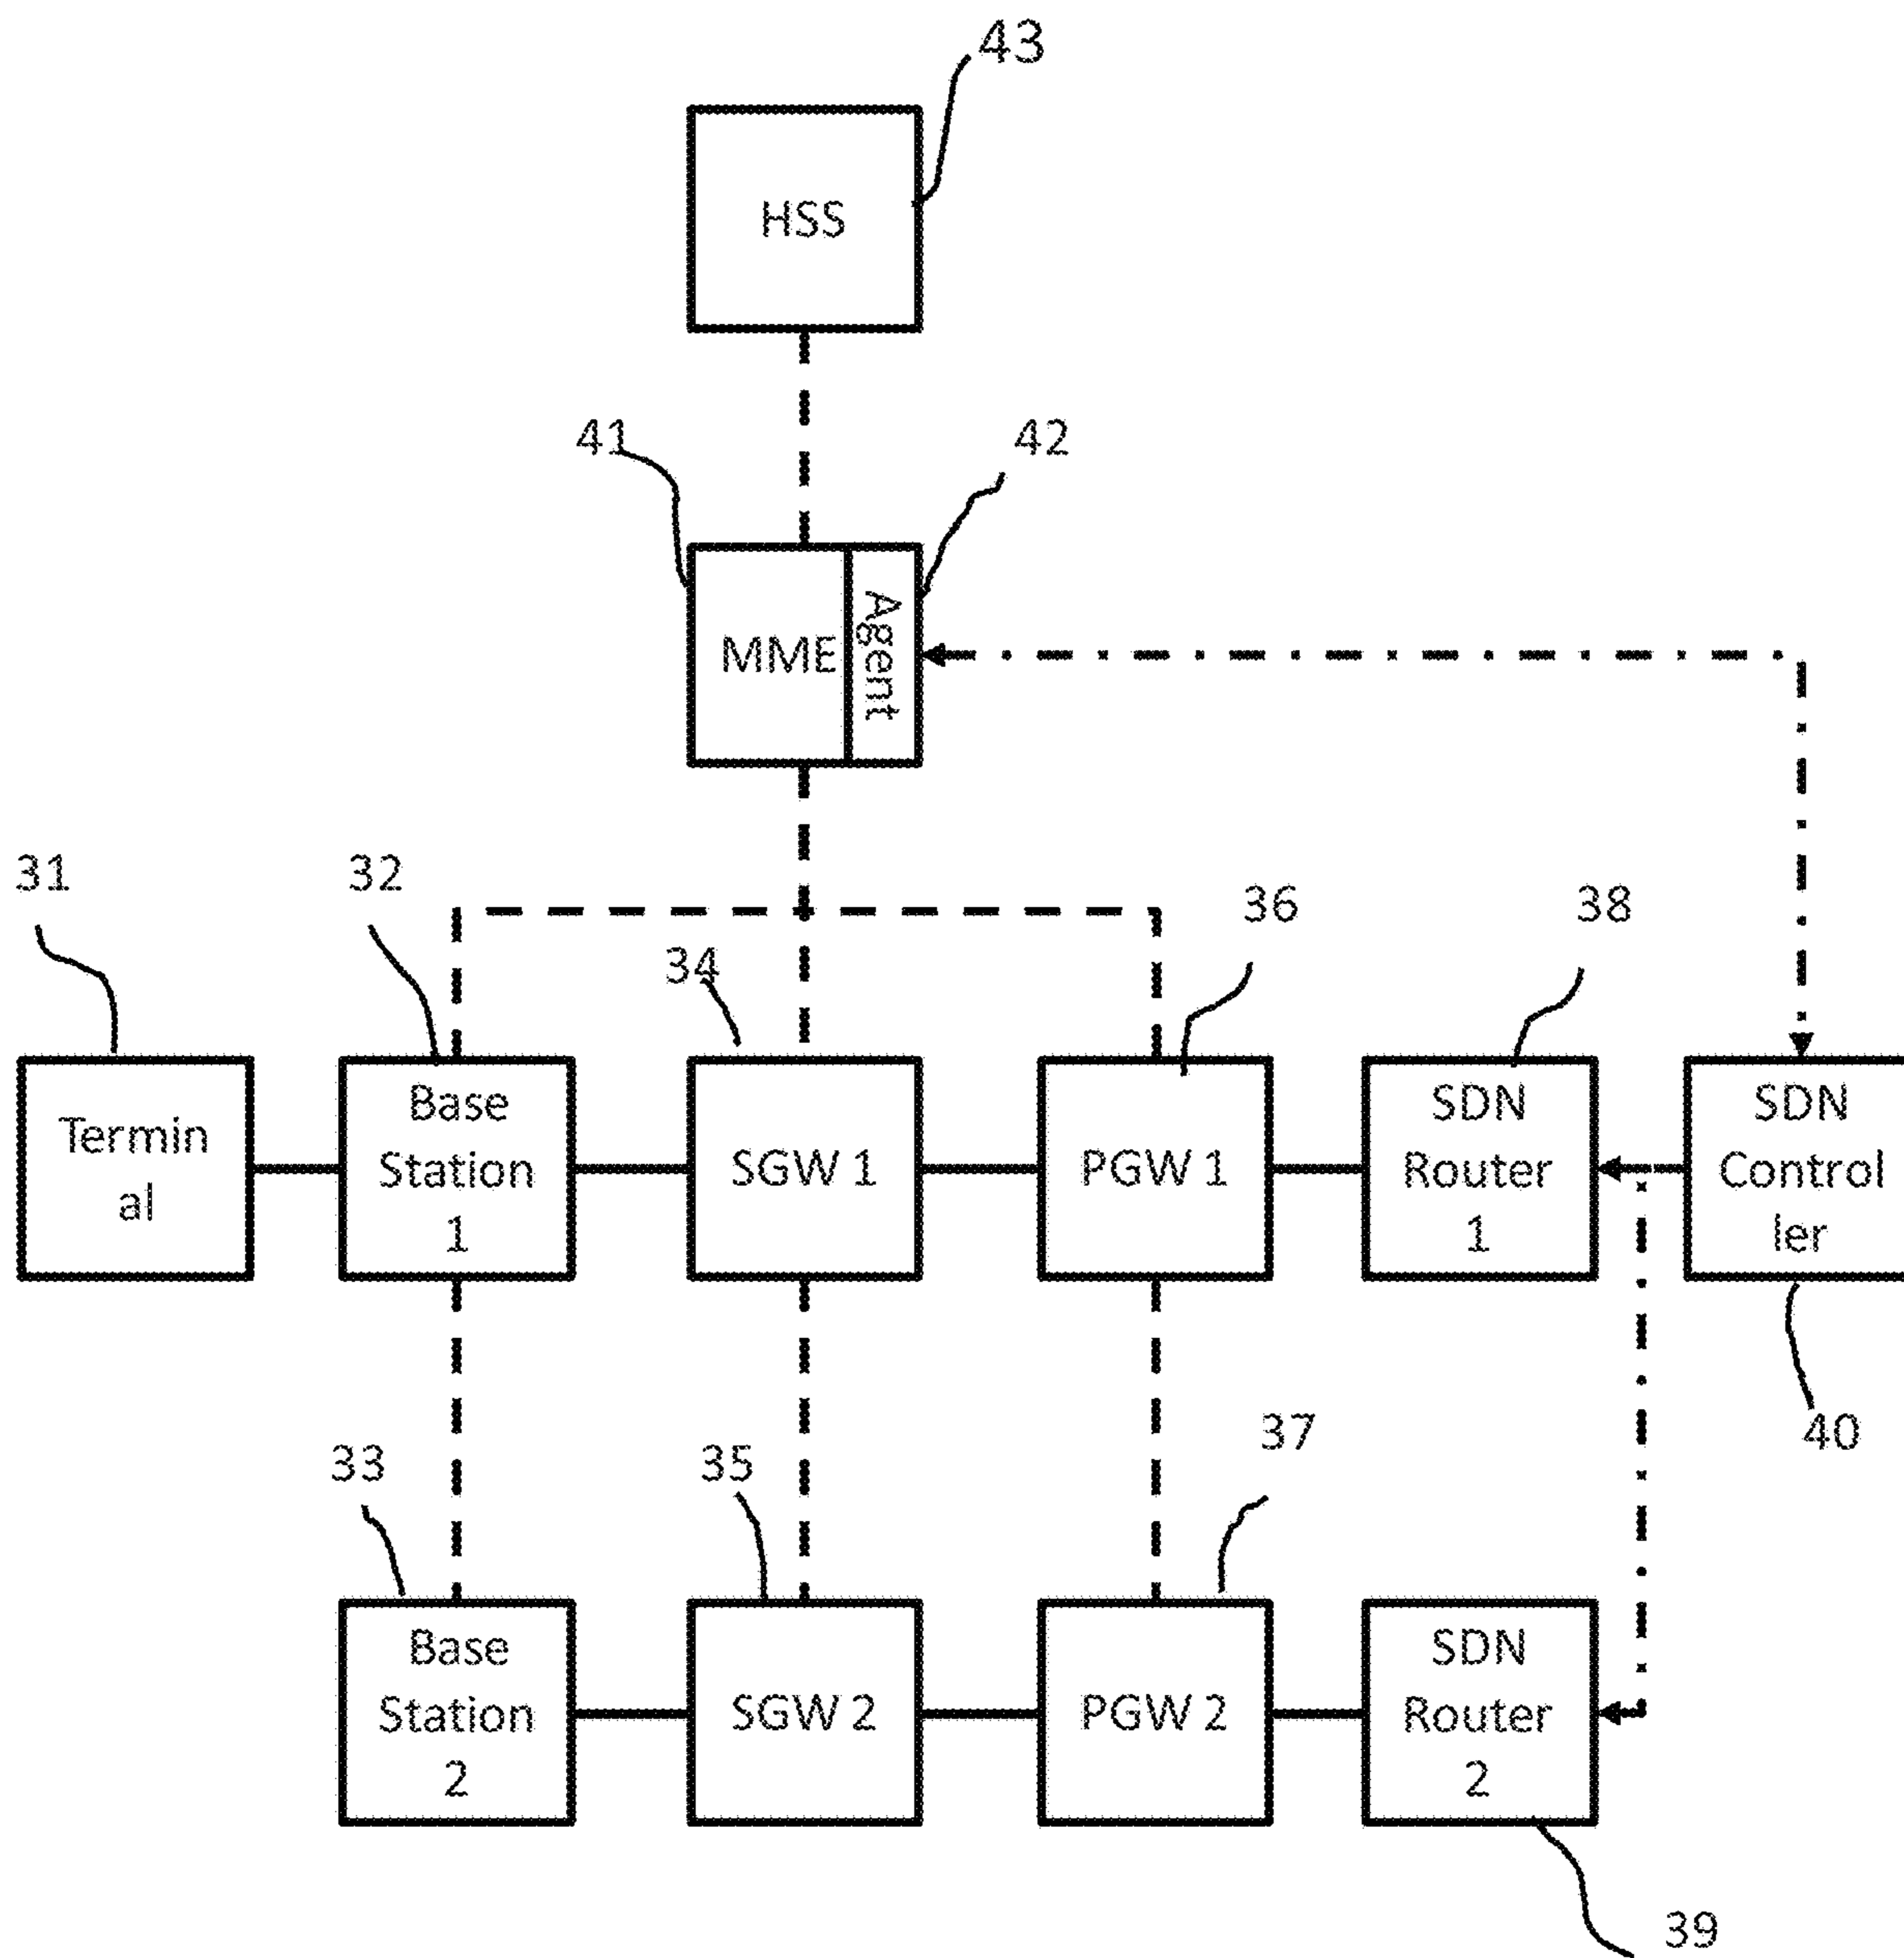 43
HSS
41
42
MME
Agent
31
32
34
36
38
Termin
al
Base
Station
1
SGW 1
PGW 1
SDN
Router
1
SDN
Control
ler
33
35
37
40
Base
Station
2
SGW 2
PGW 2
SDN
Router
2
39